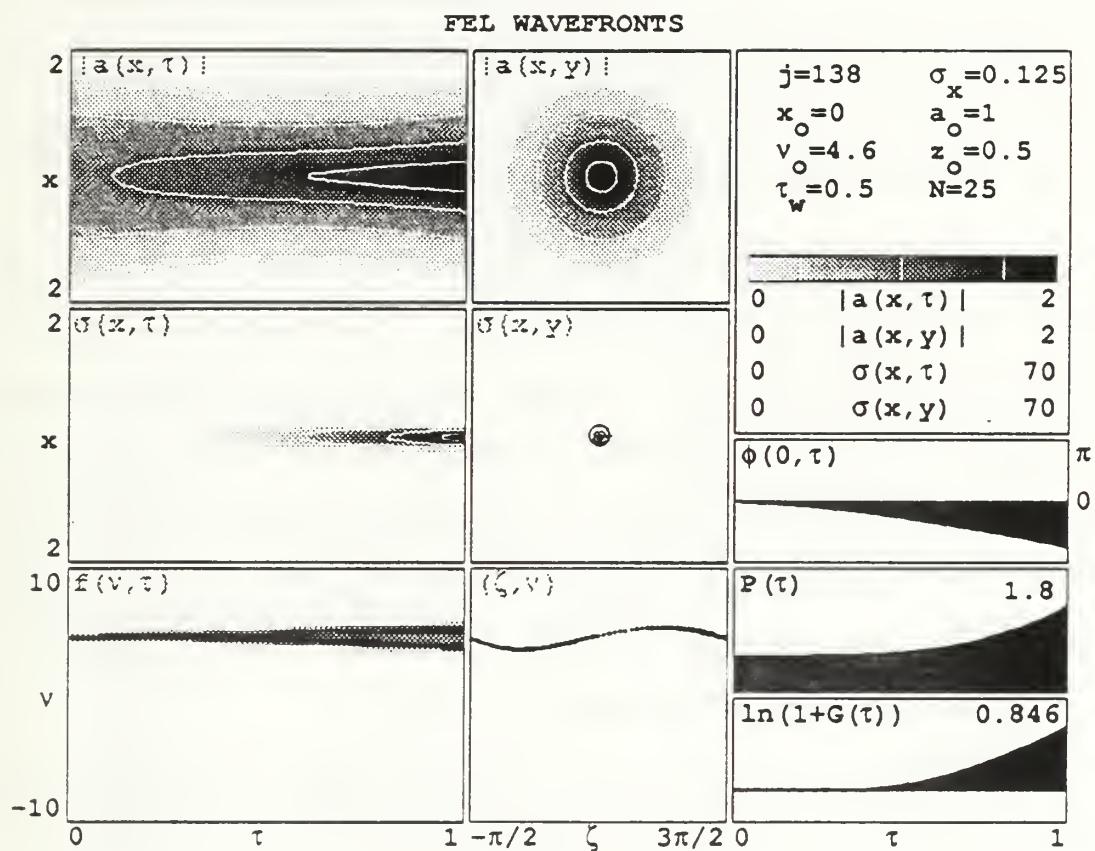 FEL WAVEFRONTS
2
|a(x,τ)|
x
2
|a(x,y)|
j=138 σx=0.125
xo=0 ao=1
vo=4.6 zo=0.5
τw=0.5 N=25
0 |a(x,τ)| 2
0 |a(x,y)| 2
0 σ(x,τ) 70
0 σ(x,y) 70
2
σ(x,τ)
x
2
σ(x,y)
ϕ(0,τ)
π
0
10
f(ν,τ)
ν
-10
(ζ,ν)
P(τ) 1.8
ln(1+G(τ)) 0.846
0 τ 1
-π/2 ζ 3π/2
0 τ 1